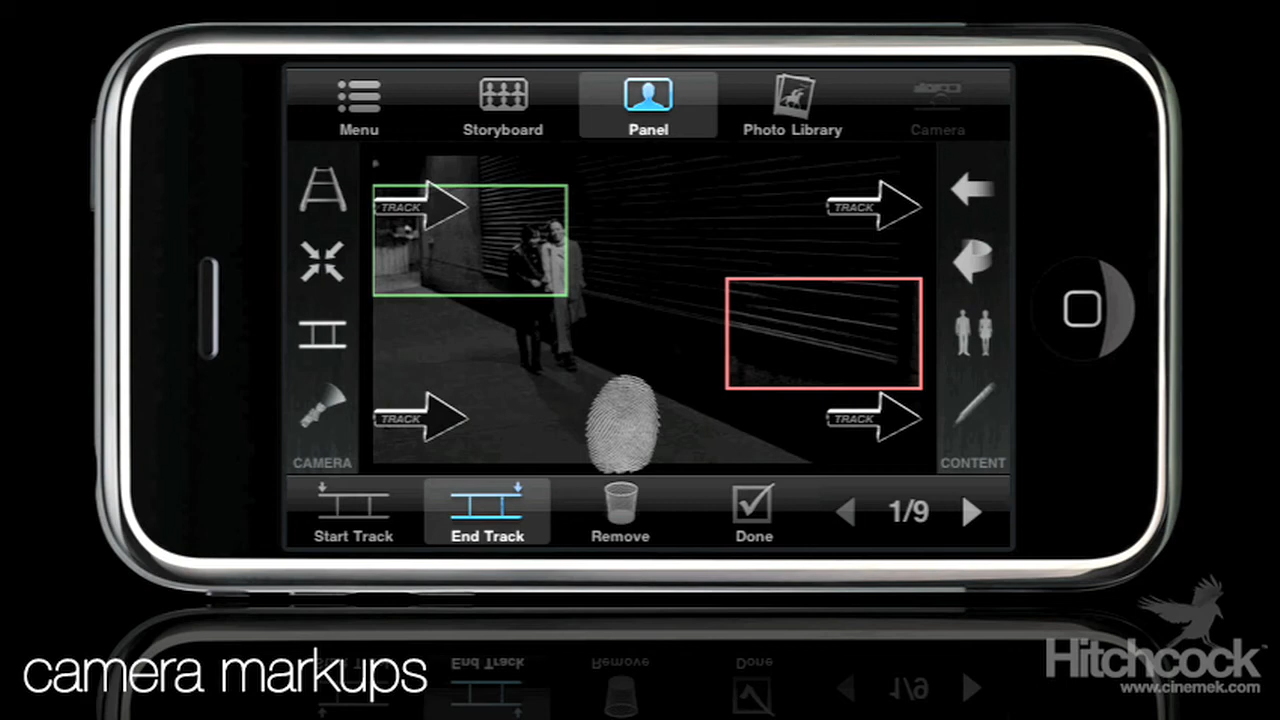 Menu
Storyboard
Panel
Photo Library
Camera
TRACK
TRACK
TRACK
TRACK
CAMERA
CONTENT
Start Track
End Track
Remove
Done
1/9
camera markups
Hitchcock™
www.cinemek.com